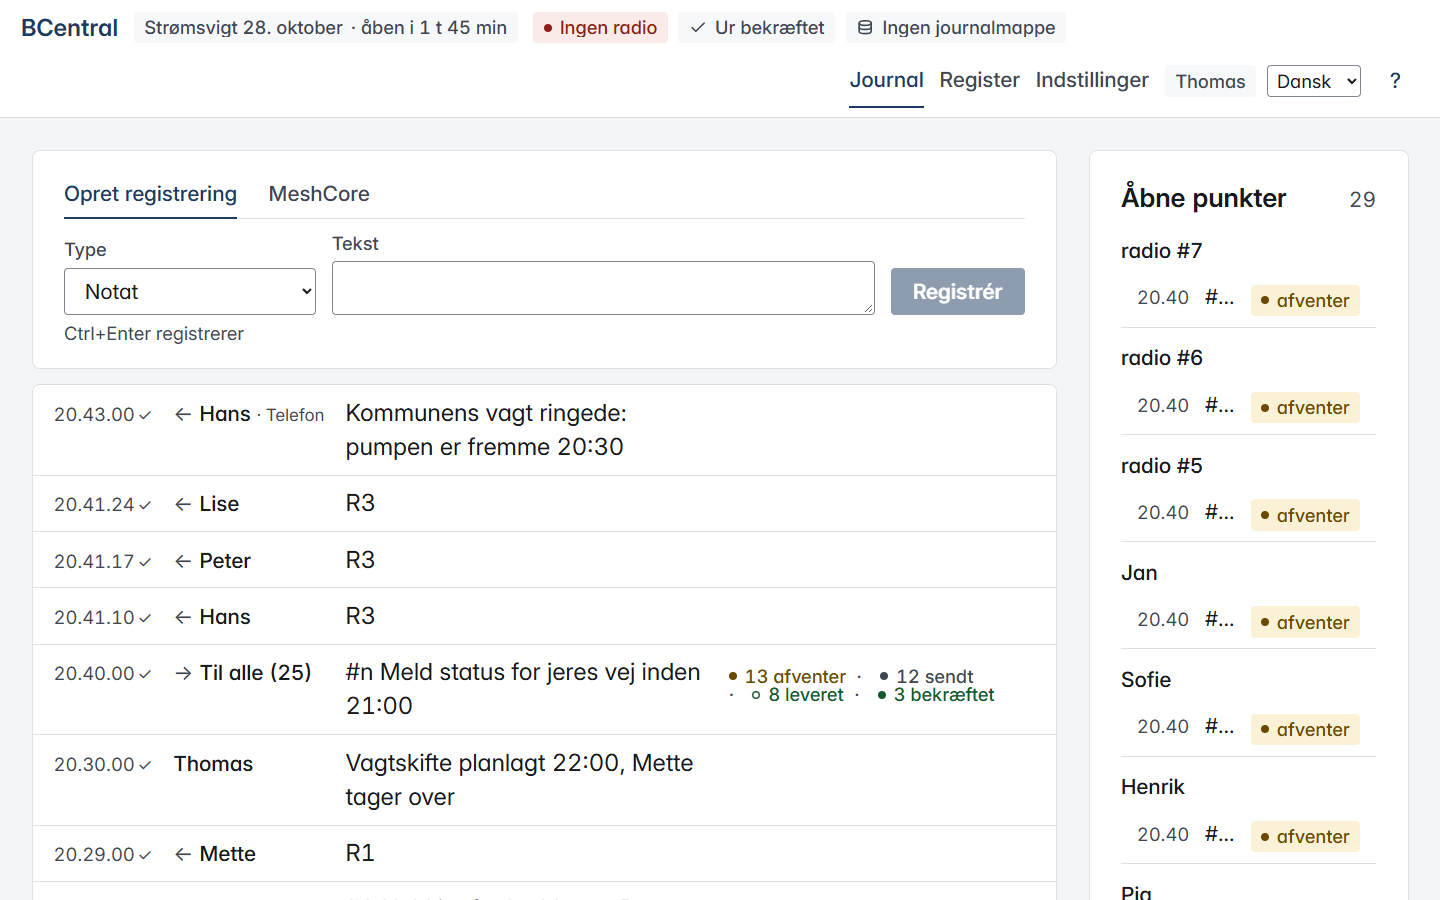 BCentral
Strømsvigt 28. oktober · åben i 1 t 45 min
Ingen radio
Ur bekræftet
Ingen journalmappe
Journal
Register
Indstillinger
Thomas
Dansk
?
Opret registrering
MeshCore
Type
Tekst
Notat
Registrér
Ctrl+Enter registrerer
20.43.00 ✓ ← Hans · Telefon Kommunens vagt ringede:
pumpen er fremme 20:30
20.41.24 ✓ ← Lise R3
20.41.17 ✓ ← Peter R3
20.41.10 ✓ ← Hans R3
20.40.00 ✓ → Til alle (25) #n Meld status for jeres vej inden
21:00
13 afventer · 12 sendt
· 8 leveret · 3 bekræftet
20.30.00 ✓ Thomas Vagtskifte planlagt 22:00, Mette
tager over
20.29.00 ✓ ← Mette R1
Åbne punkter 29
radio #7
20.40 #... afventer
radio #6
20.40 #... afventer
radio #5
20.40 #... afventer
Jan
20.40 #... afventer
Sofie
20.40 #... afventer
Henrik
20.40 #... afventer
Pia